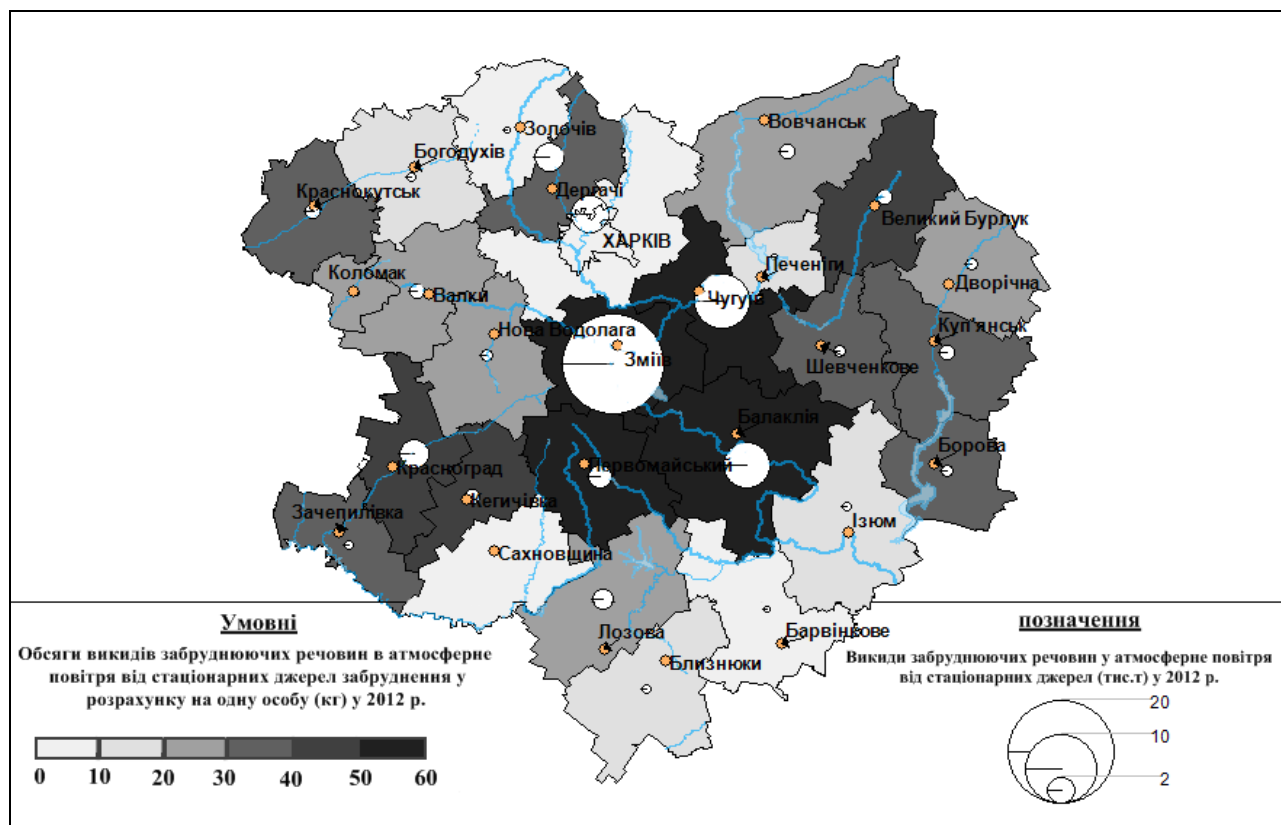 Золочів
Вовчанськ
Богодухів
Дергачі
Краснокутськ
Великий Бурлук
ХАРКІВ
Печеніги
Коломак
Дворічна
Валки
Чугуїв
Нова Водолага
Куп'янськ
Зміїв
Шевченкове
Балаклія
Борова
Красноград
Первомайський
Кегичівка
Зачепилівка
Ізюм
Сахновщина
Лозова
Барвінкове
Близнюки
Умовні
Обсяги викидів забруднюючих речовин в атмосферне
повітря від стаціонарних джерел забруднення у
розрахунку на одну особу (кг) у 2012 р.
0 10 20 30 40 50 60
позначення
Викиди забруднюючих речовин у атмосферне повітря
від стаціонарних джерел (тис.т) у 2012 р.
20
10
2